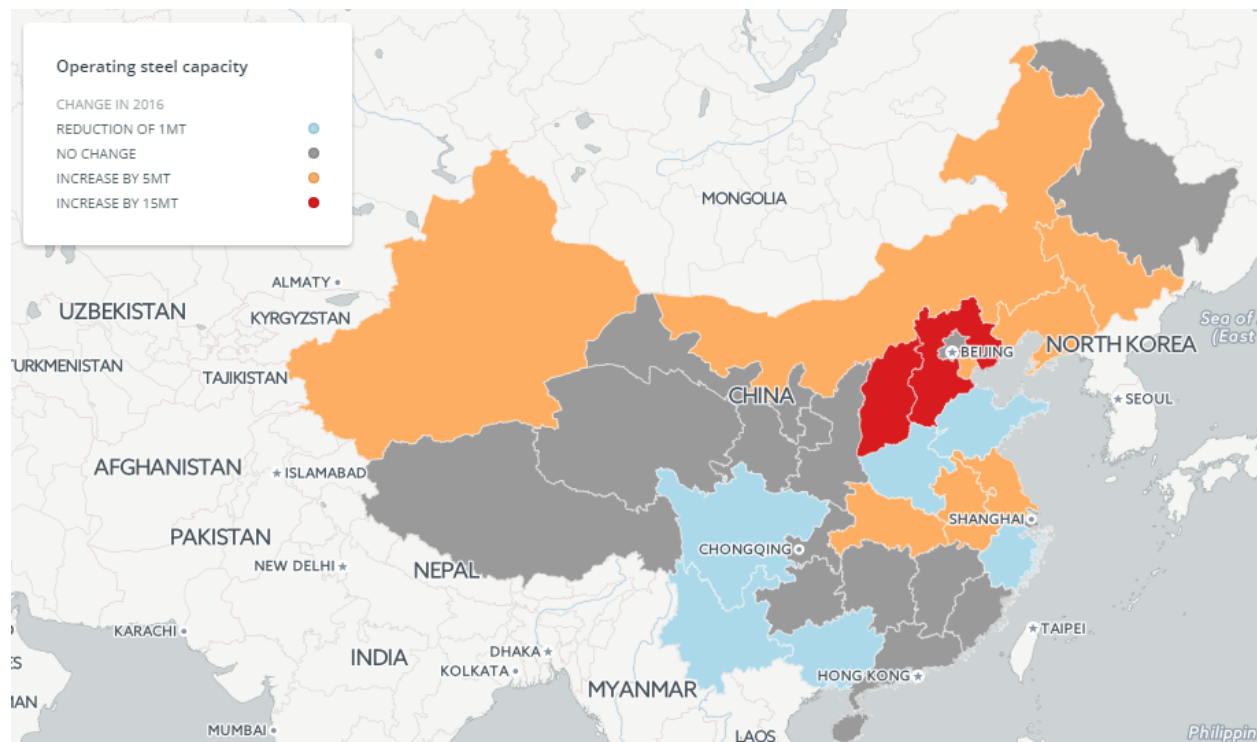 Operating steel capacity
CHANGE IN 2016
REDUCTION OF 1MT
NO CHANGE
INCREASE BY 5MT
INCREASE BY 15MT
MONGOLIA
ALMATY
UZBEKISTAN
KYRGYZSTAN
Sea of
(East
BEIJING
NORTH KOREA
TURKMENISTAN
TAJIKISTAN
CHINA
SEOUL
AFGHANISTAN
ISLAMABAD
SHANGHAI
PAKISTAN
CHONGQING
NEW DELHI
NEPAL
KARACHI
TAIPEI
DHAKA
INDIA
KOLKATA
HONG KONG
MYANMAR
MUMBAI
LAOS
Philippin